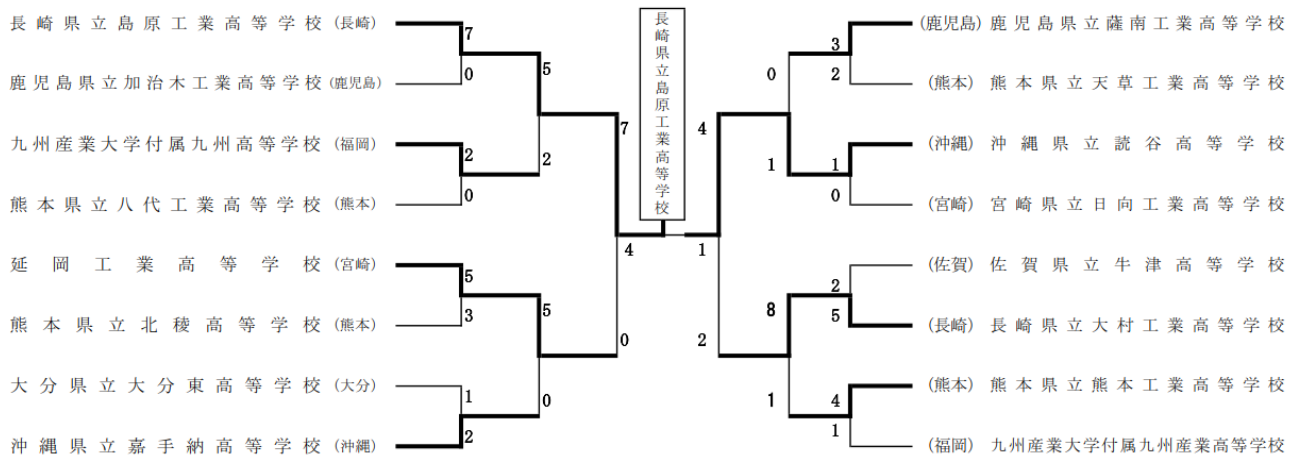 長崎県立島原工業高等学校 (長崎)
7
0
鹿児島県立加治木工業高等学校 (鹿児島)
5
2
九州産業大学付属九州高等学校 (福岡)
2
0
熊本県立八代工業高等学校 (熊本)
7
0
延岡工業高等学校 (宮崎)
5
3
熊本県立北稜高等学校 (熊本)
5
0
大分県立大分東高等学校 (大分)
1
2
沖縄県立嘉手納高等学校 (沖縄)
長崎県立島原工業高等学校
4
1
(鹿児島) 鹿児島県立薩南工業高等学校
3
2
(熊本) 熊本県立天草工業高等学校
0
1
(沖縄) 沖縄県立読谷高等学校
1
0
(宮崎) 宮崎県立日向工業高等学校
4
2
(佐賀) 佐賀県立牛津高等学校
2
5
(長崎) 長崎県立大村工業高等学校
8
1
(熊本) 熊本県立熊本工業高等学校
4
1
(福岡) 九州産業大学付属九州産業高等学校